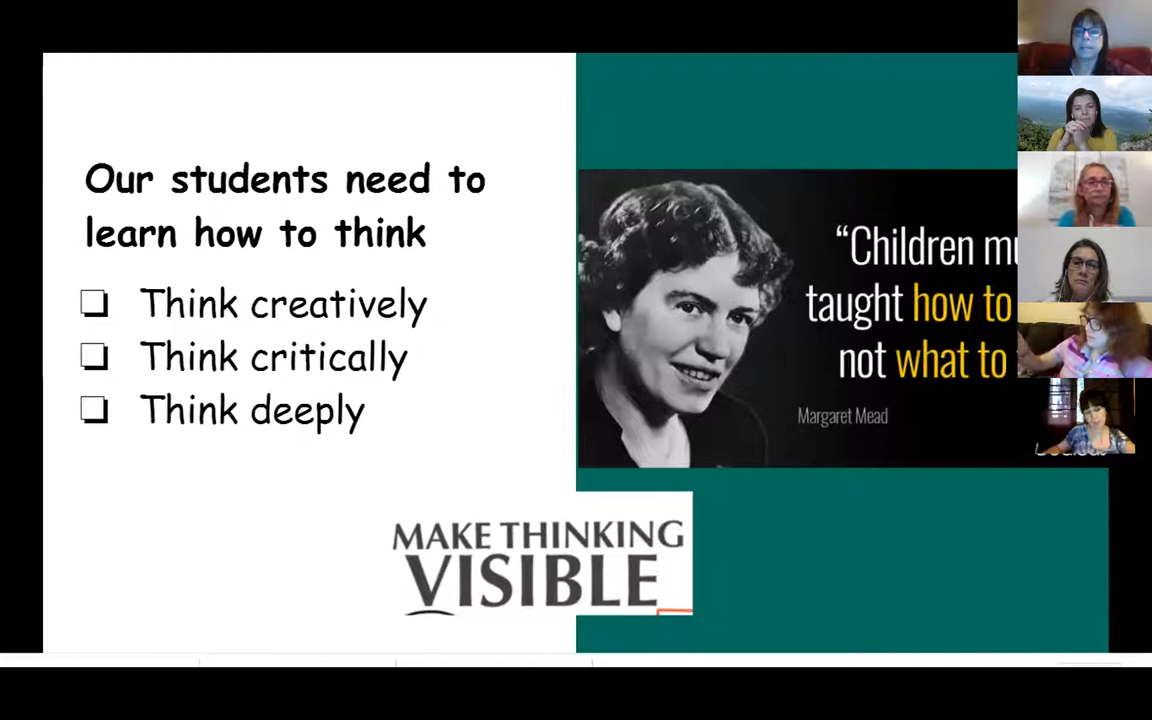 Our students need to
learn how to think
Think creatively
Think critically
Think deeply
“Children
taught how to
not what to
Margaret Mead
MAKE THINKING
VISIBLE